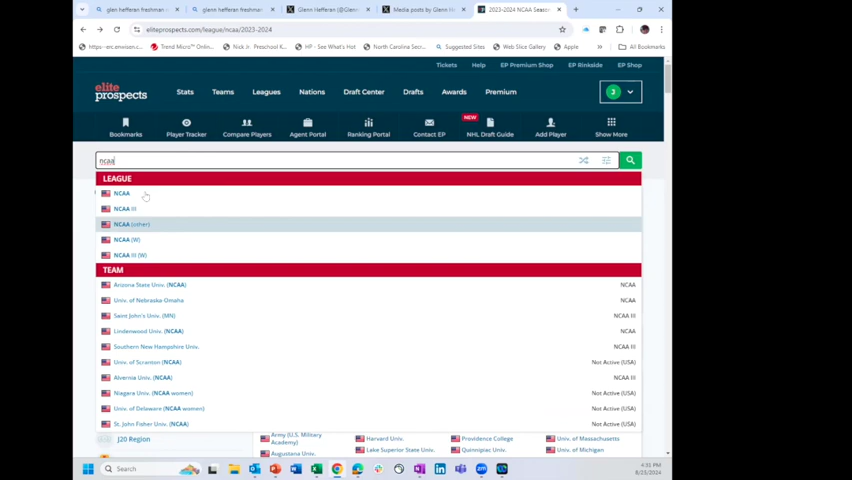 glen hefferan freshman
glen hefferan freshman
Glenn Hefferan (@Glenn
Media posts by Glenn H
2023-2024 NCAA Seaso
eliteprospects.com/league/ncaa/2023-2024
https--erc.enwisen.c...
Trend Micro™ Onlin...
Nick Jr. Preschool K...
HP - See What's Hot
North Carolina Secr...
Suggested Sites
Web Slice Gallery
Apple
All Bookmarks
Tickets Help EP Premium Shop EP Rinkside EP Shop
elite prospects
Stats Teams Leagues Nations Draft Center Drafts Awards Premium
J
NEW
Bookmarks Player Tracker Compare Players Agent Portal Ranking Portal Contact EP NHL Draft Guide Add Player Show More
ncaa
LEAGUE
NCAA
NCAA III
NCAA (other)
NCAA (W)
NCAA III (W)
TEAM
Arizona State Univ. (NCAA) NCAA
Univ. of Nebraska-Omaha NCAA
Saint John's Univ. (MN) NCAA III
Lindenwood Univ. (NCAA) NCAA
Southern New Hampshire Univ. NCAA III
Univ. of Scranton (NCAA) Not Active (USA)
Alvernia Univ. (NCAA) NCAA III
Niagara Univ. (NCAA women) Not Active (USA)
Univ. of Delaware (NCAA women) Not Active (USA)
St. John Fisher Univ. (NCAA) Not Active (USA)
J20 Region
Army (U.S. Military Academy) Harvard Univ. Providence College Univ. of Massachusetts
Lake Superior State Univ. Quinnipiac Univ. Univ. of Michigan
Augustana Univ.
Search
4:31 PM
8/23/2024